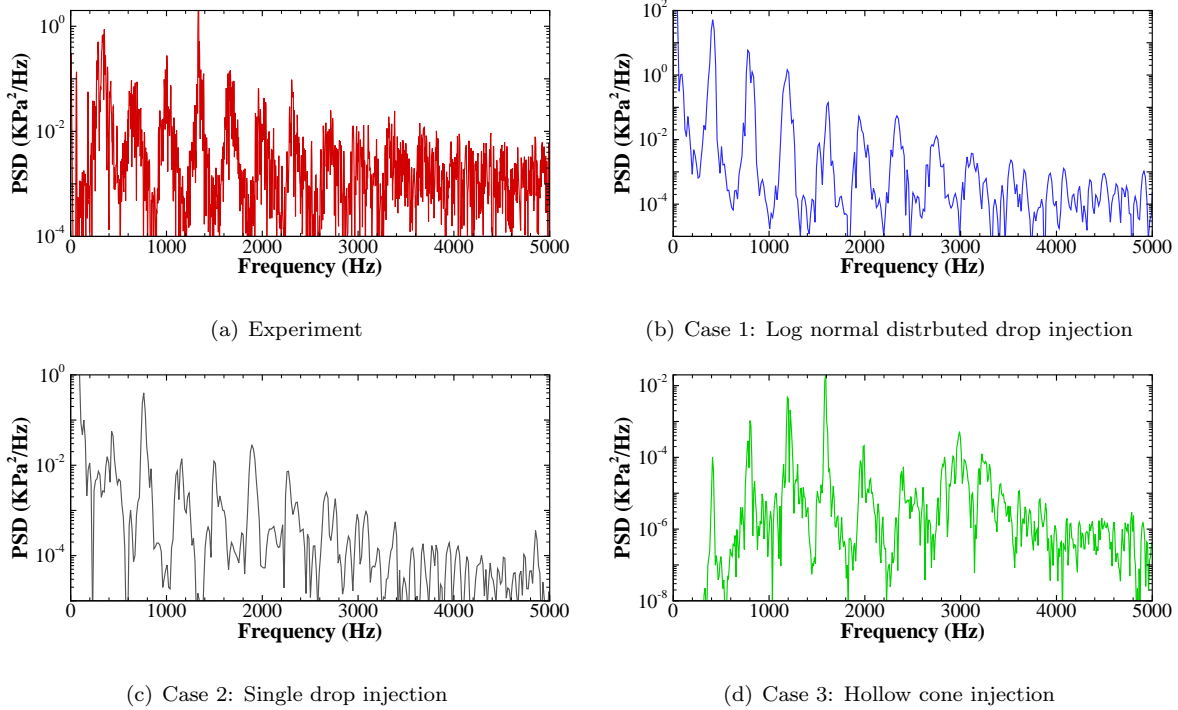 10^0
10^-2
10^-4
PSD (KPa^2/Hz)
0 1000 2000 3000 4000 5000
Frequency (Hz)
(a) Experiment
10^2
10^0
10^-2
10^-4
PSD (KPa^2/Hz)
0 1000 2000 3000 4000 5000
Frequency (Hz)
(b) Case 1: Log normal distrbuted drop injection
10^0
10^-2
10^-4
PSD (KPa^2/Hz)
0 1000 2000 3000 4000 5000
Frequency (Hz)
(c) Case 2: Single drop injection
10^-2
10^-4
10^-6
10^-8
PSD (KPa^2/Hz)
0 1000 2000 3000 4000 5000
Frequency (Hz)
(d) Case 3: Hollow cone injection